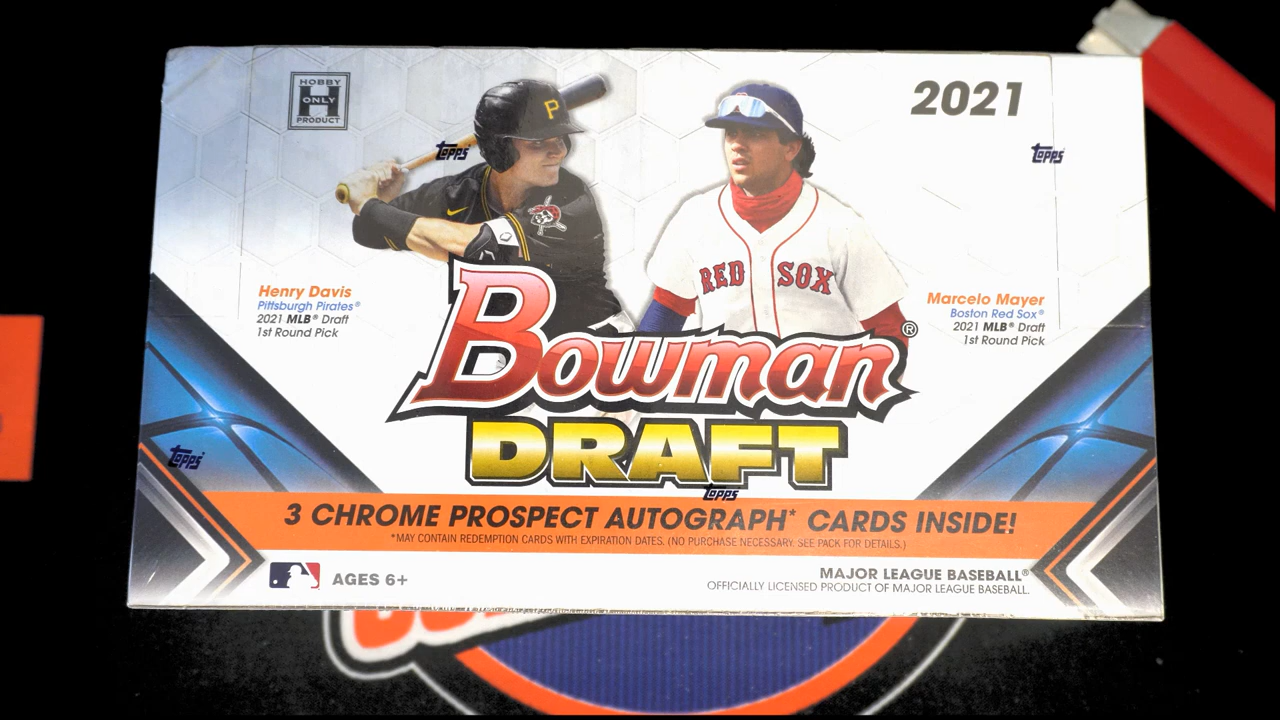 HOBBY
ONLY
H
PRODUCT
2021
P
topps
topps
RED SOX
Henry Davis
Pittsburgh Pirates®
2021 MLB® Draft
1st Round Pick
Marcelo Mayer
Boston Red Sox®
2021 MLB® Draft
1st Round Pick
Bowman®
DRAFT
topps
topps
3 CHROME PROSPECT AUTOGRAPH* CARDS INSIDE!
*MAY CONTAIN REDEMPTION CARDS WITH EXPIRATION DATES. (NO PURCHASE NECESSARY. SEE PACK FOR DETAILS.)
AGES 6+
MAJOR LEAGUE BASEBALL®
OFFICIALLY LICENSED PRODUCT OF MAJOR LEAGUE BASEBALL.